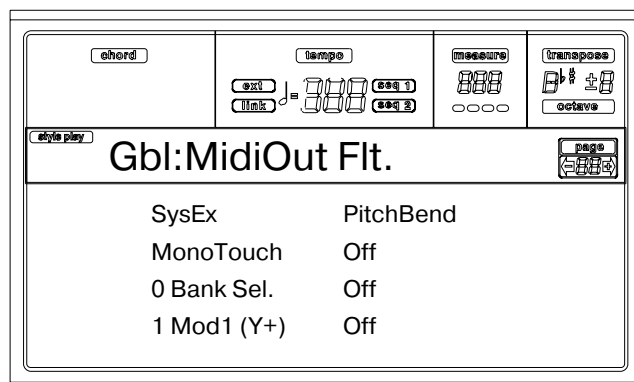 chord
tempo
measure
transpose
ext
link
seq 1
seq 2
octave
style play
Gbl:MidiOut Flt.
page
SysEx PitchBend
MonoTouch Off
0 Bank Sel. Off
1 Mod1 (Y+) Off